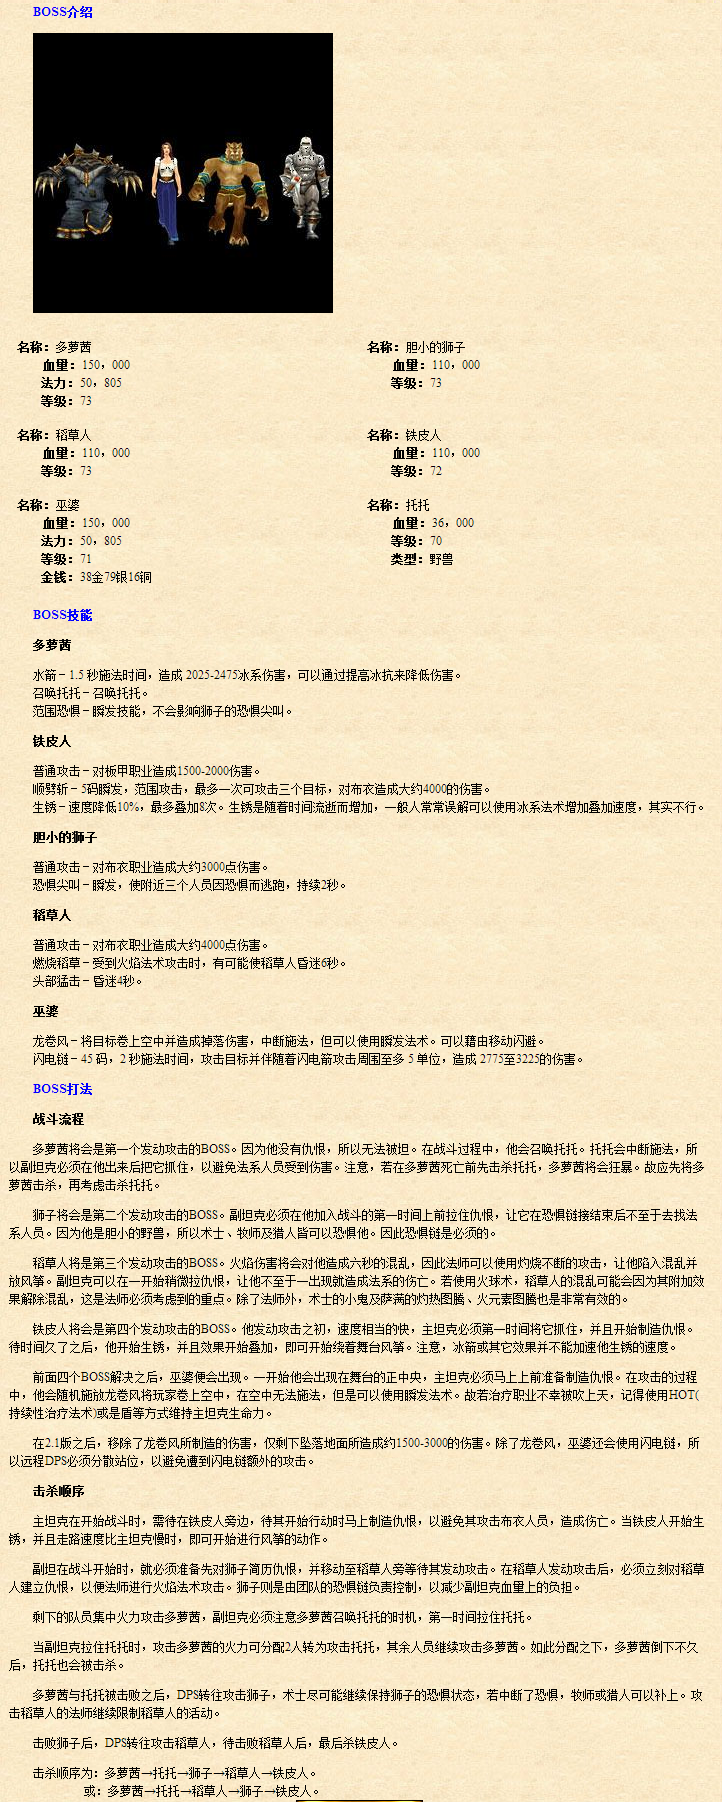 BOSS介绍
名称：多萝茜
血量：150，000
法力：50，805
等级：73
名称：胆小的狮子
血量：110，000
等级：73
名称：稻草人
血量：110，000
等级：73
名称：铁皮人
血量：110，000
等级：72
名称：巫婆
血量：150，000
法力：50，805
等级：71
金钱：38金79银16铜
名称：托托
血量：36，000
等级：70
类型：野兽
BOSS技能
多萝茜
水箭－1.5 秒施法时间，造成 2025-2475冰系伤害，可以通过提高冰抗来降低伤害。
召唤托托－召唤托托。
范围恐惧－瞬发技能，不会影响狮子的恐惧尖叫。
铁皮人
普通攻击－对板甲职业造成1500-2000伤害。
顺劈斩－5码瞬发，范围攻击，最多一次可攻击三个目标，对布衣造成大约4000的伤害。
生锈－速度降低10%，最多叠加8次。生锈是随着时间流逝而增加，一般人常常误解可以使用冰系法术增加叠加速度，其实不行。
胆小的狮子
普通攻击－对布衣职业造成大约3000点伤害。
恐惧尖叫－瞬发，使附近三个人员因恐惧而逃跑，持续2秒。
稻草人
普通攻击－对布衣职业造成大约4000点伤害。
燃烧稻草－受到火焰法术攻击时，有可能使稻草人昏迷6秒。
头部猛击－昏迷4秒。
巫婆
龙卷风－将目标卷上空中并造成掉落伤害，中断施法，但可以使用瞬发法术。可以藉由移动闪避。
闪电链－45 码，2 秒施法时间，攻击目标并伴随着闪电箭攻击周围至多 5 单位，造成 2775至3225的伤害。
BOSS打法
战斗流程
多萝茜将会是第一个发动攻击的BOSS。因为他没有仇恨，所以无法被坦。在战斗过程中，他会召唤托托。托托会中断施法，所
以副坦克必须在他出来后把它抓住，以避免法系人员受到伤害。注意，若在多萝茜死亡前先击杀托托，多萝茜将会狂暴。故应先将多
萝茜击杀，再考虑击杀托托。
狮子将会是第二个发动攻击的BOSS。副坦克必须在他加入战斗的第一时间上前拉住仇恨，让它在恐惧链接结束后不至于去找法
系人员。因为他是胆小的野兽，所以术士、牧师及猎人皆可以恐惧他。因此恐惧链是必须的。
稻草人将是第三个发动攻击的BOSS。火焰伤害将会对他造成六秒的混乱，因此法师可以使用灼烧不断的攻击，让他陷入混乱并
放风筝。副坦克可以在一开始稍微拉仇恨，让他不至于一出现就造成法系的伤亡。若使用火球术，稻草人的混乱可能会因为其附加效
果解除混乱，这是法师必须考虑到的重点。除了法师外，术士的小鬼及萨满的灼热图腾、火元素图腾也是非常有效的。
铁皮人将会是第四个发动攻击的BOSS。他发动攻击之初，速度相当的快，主坦克必须第一时间将它抓住，并且开始制造仇恨。
待时间久了之后，他开始生锈，并且效果开始叠加，即可开始绕着舞台风筝。注意，冰箭或其它效果并不能加速他生锈的速度。
前面四个BOSS解决之后，巫婆便会出现。一开始他会出现在舞台的正中央，主坦克必须马上上前准备制造仇恨。在攻击的过程
中，他会随机施放龙卷风将玩家卷上空中，在空中无法施法，但是可以使用瞬发法术。故若治疗职业不幸被吹上天，记得使用HOT(
持续性治疗法术)或是盾等方式维持主坦克生命力。
在2.1版之后，移除了龙卷风所制造的伤害，仅剩下坠落地面所造成约1500-3000的伤害。除了龙卷风，巫婆还会使用闪电链，所
以远程DPS必须分散站位，以避免遭到闪电链额外的攻击。
击杀顺序
主坦克在开始战斗时，需待在铁皮人旁边，待其开始行动时马上制造仇恨，以避免其攻击布衣人员，造成伤亡。当铁皮人开始生
锈，并且走路速度比主坦克慢时，即可开始进行风筝的动作。
副坦在战斗开始时，就必须准备先对狮子简历仇恨，并移动至稻草人旁等待其发动攻击。在稻草人发动攻击后，必须立刻对稻草
人建立仇恨，以便法师进行火焰法术攻击。狮子则是由团队的恐惧链负责控制，以减少副坦克血量上的负担。
剩下的队员集中火力攻击多萝茜，副坦克必须注意多萝茜召唤托托的时机，第一时间拉住托托。
当副坦克拉住托托时，攻击多萝茜的火力可分配2人转为攻击托托，其余人员继续攻击多萝茜。如此分配之下，多萝茜倒下不久
后，托托也会被击杀。
多萝茜与托托被击败之后，DPS转往攻击狮子，术士尽可能继续保持狮子的恐惧状态，若中断了恐惧，牧师或猎人可以补上。攻
击稻草人的法师继续限制稻草人的活动。
击败狮子后，DPS转往攻击稻草人，待击败稻草人后，最后杀铁皮人。
击杀顺序为：多萝茜→托托→狮子→稻草人→铁皮人。
或：多萝茜→托托→稻草人→狮子→铁皮人。